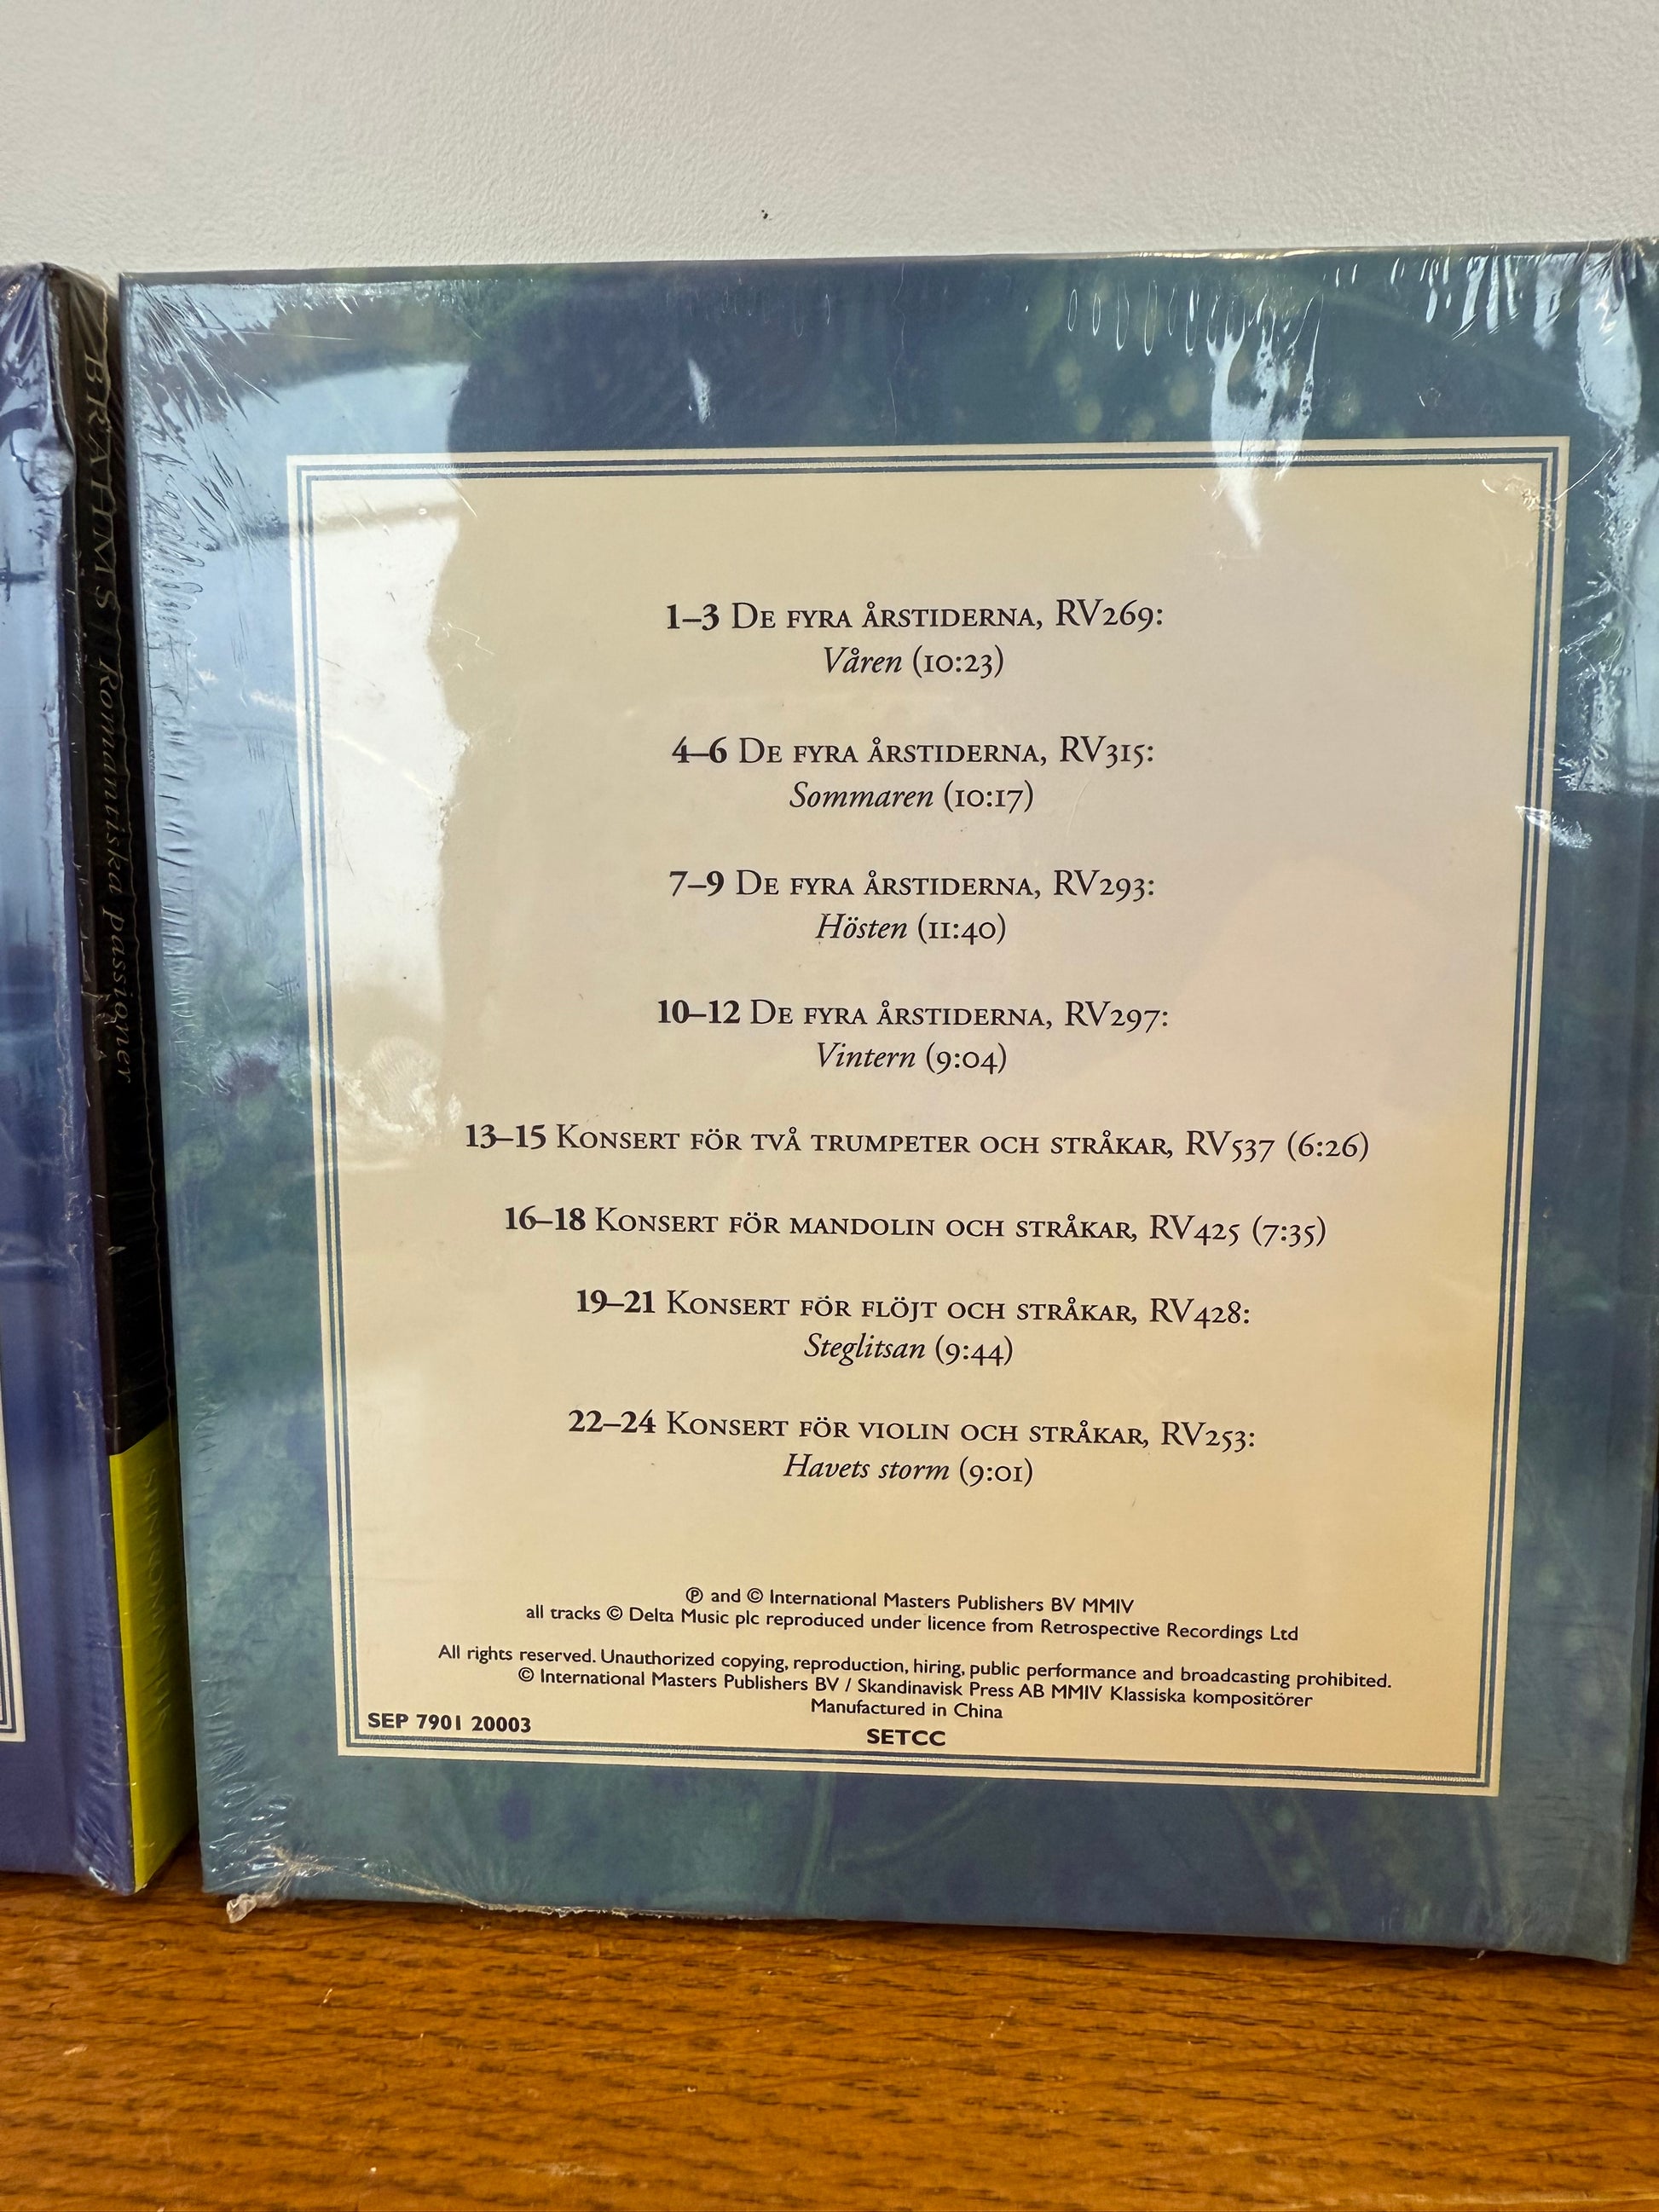 BRAHMS Romantiska passioner
1–3 De fyra årstiderna, RV269:
Våren (10:23)
4–6 De fyra årstiderna, RV315:
Sommaren (10:17)
7–9 De fyra årstiderna, RV293:
Hösten (11:40)
10–12 De fyra årstiderna, RV297:
Vintern (9:04)
13–15 Konsert för två trumpeter och stråkar, RV537 (6:26)
16–18 Konsert för mandolin och stråkar, RV425 (7:35)
19–21 Konsert för flöjt och stråkar, RV428:
Steglitsan (9:44)
22–24 Konsert för violin och stråkar, RV253:
Havets storm (9:01)
℗ and © International Masters Publishers BV MMIV
all tracks © Delta Music plc reproduced under licence from Retrospective Recordings Ltd
All rights reserved. Unauthorized copying, reproduction, hiring, public performance and broadcasting prohibited.
© International Masters Publishers BV / Skandinavisk Press AB MMIV Klassiska kompositörer
Manufactured in China
SEP 7901 20003
SETCC